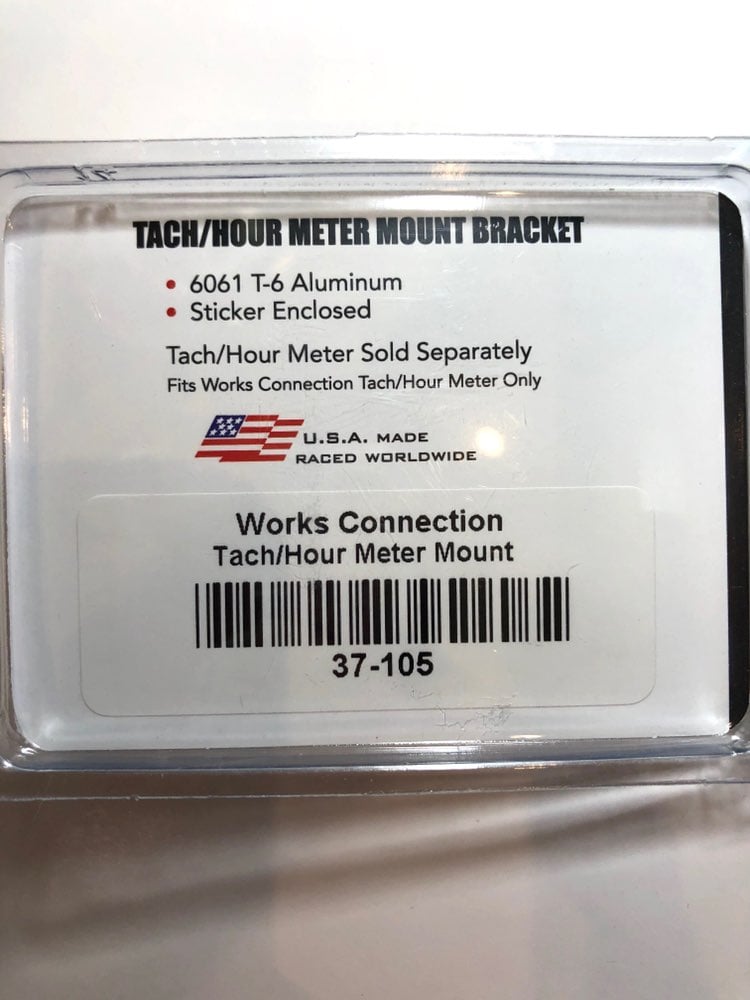 TACH/HOUR METER MOUNT BRACKET
• 6061 T-6 Aluminum
• Sticker Enclosed
Tach/Hour Meter Sold Separately
Fits Works Connection Tach/Hour Meter Only
U.S.A. MADE
RACED WORLDWIDE
Works Connection
Tach/Hour Meter Mount
37-105